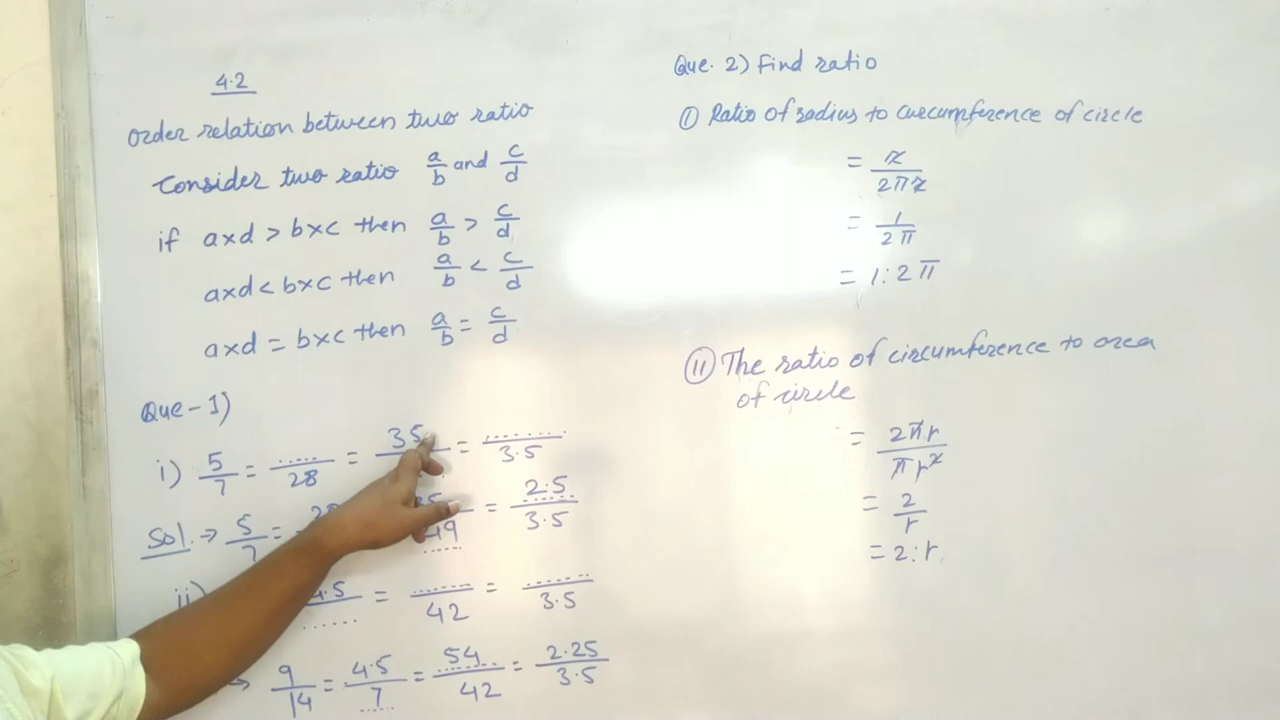 4.2
Order relation between two ratio
Consider two ratio a/b and c/d
if a×d > b×c then a/b > c/d
a×d < b×c then a/b < c/d
a×d = b×c then a/b = c/d
Que-1)
i) 5/7 = ...../28 = 35/ = ......./3.5
Sol. → 5/7 = 49 = 2.5/3.5
ii) 4.5/...... = ......./42 = ......./3.5
→ 9/14 = 4.5/7 = 54/42 = 2.25/3.5
Que. 2) Find ratio
(i) Ratio of radius to circumference of circle
= r/2πr
= 1/2π
= 1:2π
(ii) The ratio of circumference to area
of circle
= 2πr/πr²
= 2/r
= 2:r